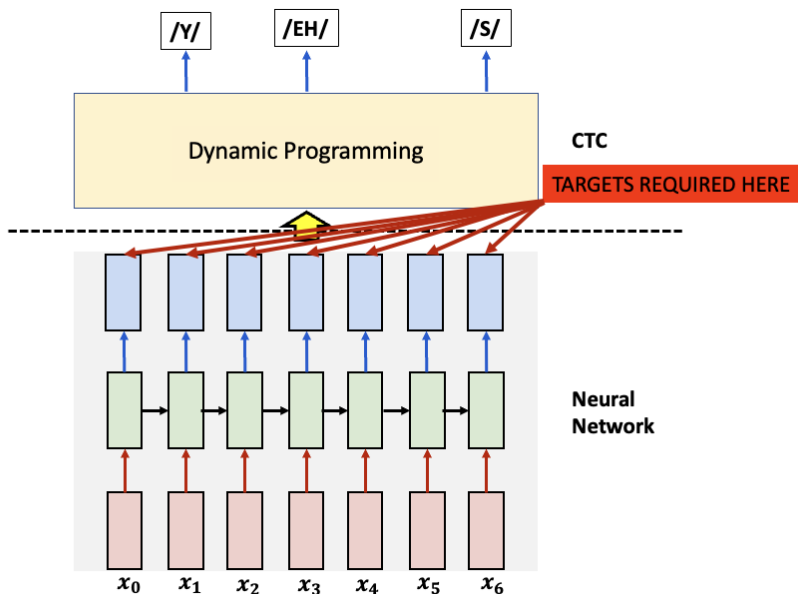 /Y/ /EH/ /S/
Dynamic Programming
CTC
TARGETS REQUIRED HERE
Neural
Network
x₀ x₁ x₂ x₃ x₄ x₅ x₆